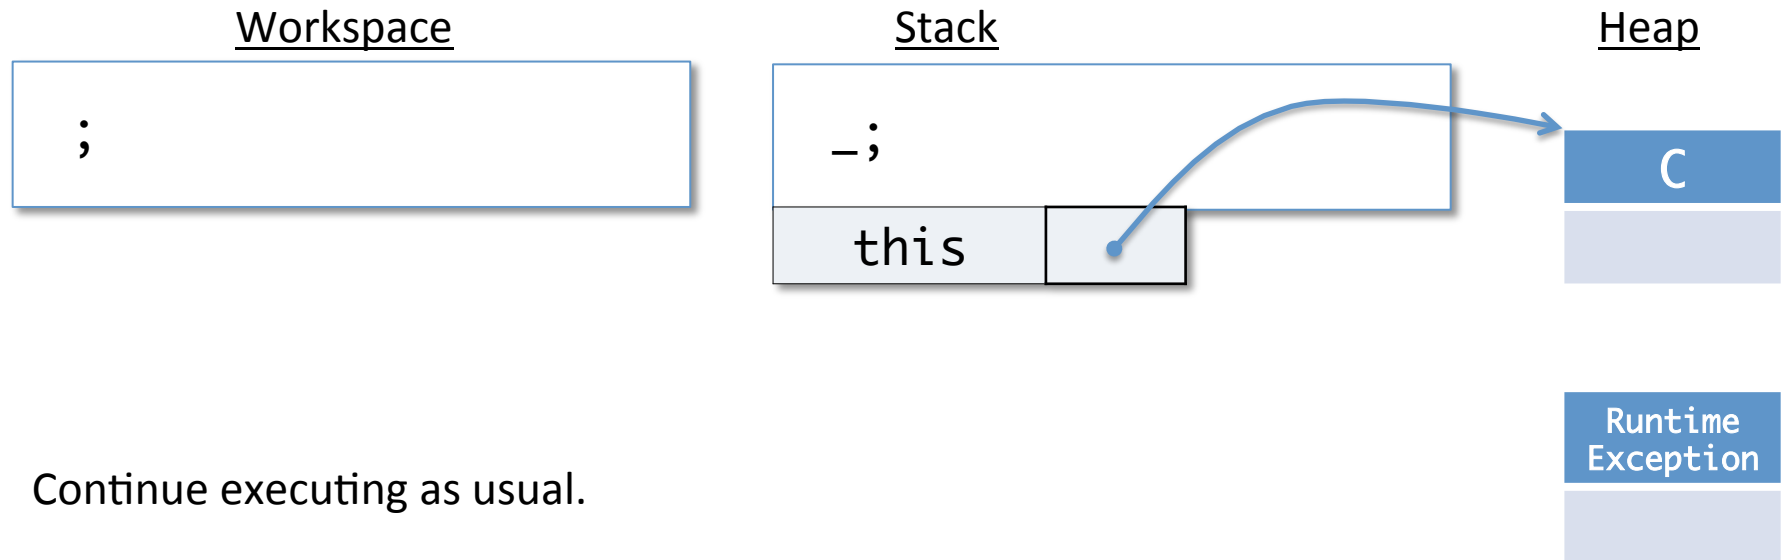 Workspace
Stack
Heap
;
_;
C
this
Runtime
Exception
Continue executing as usual.